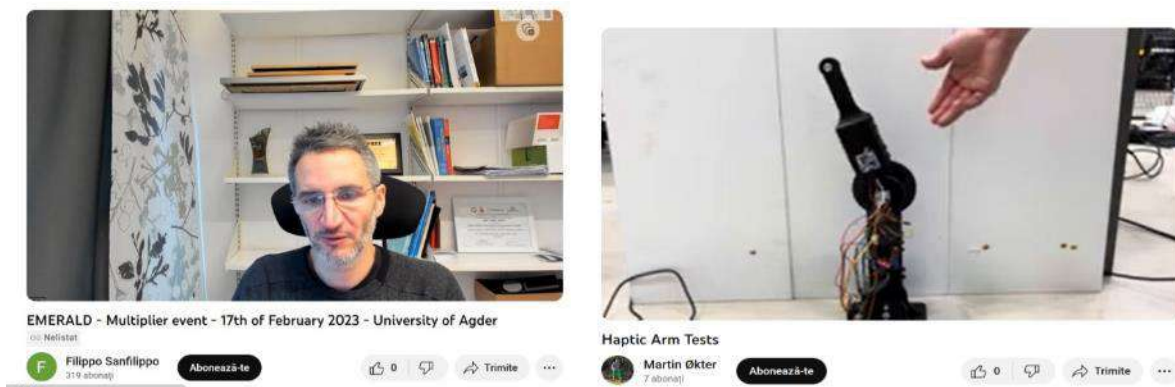 EMERALD - Multiplier event - 17th of February 2023 - University of Agder
Nelistat
F
Filippo Sanfilippo
319 abonați
Abonează-te
0
Trimite
Haptic Arm Tests
Martin Økter
7 abonați
Abonează-te
0
Trimite